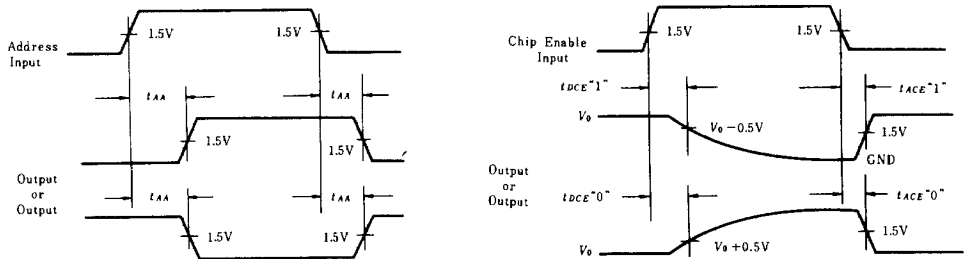 Address
Input
1.5V
1.5V
tAA
tAA
1.5V
1.5V
Output
or
Output
tAA
tAA
1.5V
1.5V
Chip Enable
Input
1.5V
1.5V
tDCE"1"
tACE"1"
V0
V0−0.5V
1.5V
GND
Output
or
Output
tDCE"0"
tACE"0"
V0
V0+0.5V
1.5V